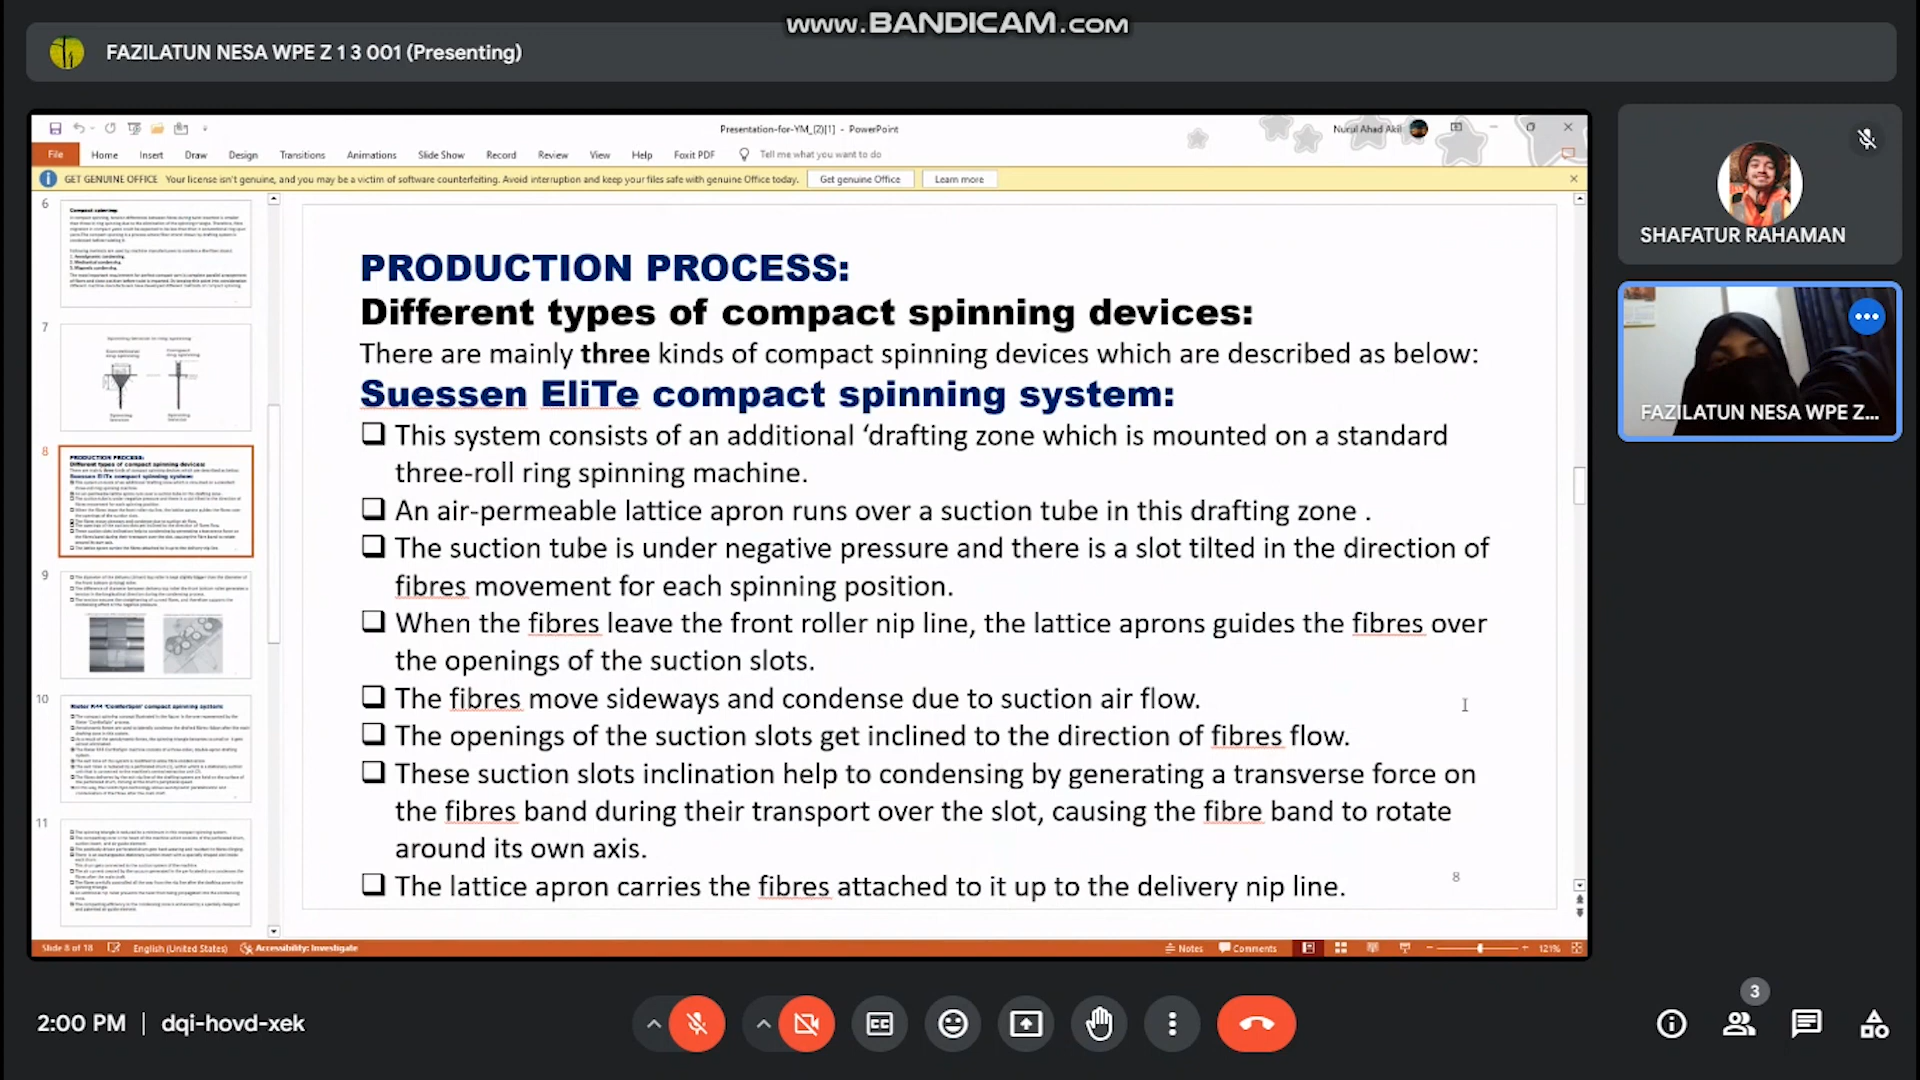 www.BANDICAM.com
FAZILATUN NESA WPE Z 1 3 001 (Presenting)
Presentation-for-YM_(2)[1] - PowerPoint
Nurul Ahad Akil
File Home Insert Draw Design Transitions Animations Slide Show Record Review View Help Foxit PDF Tell me what you want to do
GET GENUINE OFFICE Your license isn't genuine, and you may be a victim of software counterfeiting. Avoid interruption and keep your files safe with genuine Office today. Get genuine Office Learn more
6
7
8
9
10
11
PRODUCTION PROCESS:
Different types of compact spinning devices:
There are mainly three kinds of compact spinning devices which are described as below:
Suessen EliTe compact spinning system:
This system consists of an additional ‘drafting zone which is mounted on a standard
three-roll ring spinning machine.
An air-permeable lattice apron runs over a suction tube in this drafting zone .
The suction tube is under negative pressure and there is a slot tilted in the direction of
fibres movement for each spinning position.
When the fibres leave the front roller nip line, the lattice aprons guides the fibres over
the openings of the suction slots.
The fibres move sideways and condense due to suction air flow.
The openings of the suction slots get inclined to the direction of fibres flow.
These suction slots inclination help to condensing by generating a transverse force on
the fibres band during their transport over the slot, causing the fibre band to rotate
around its own axis.
The lattice apron carries the fibres attached to it up to the delivery nip line.
8
Slide 8 of 18 English (United States) Accessibility: Investigate Notes Comments 121%
SHAFATUR RAHAMAN
FAZILATUN NESA WPE Z...
2:00 PM | dqi-hovd-xek
3